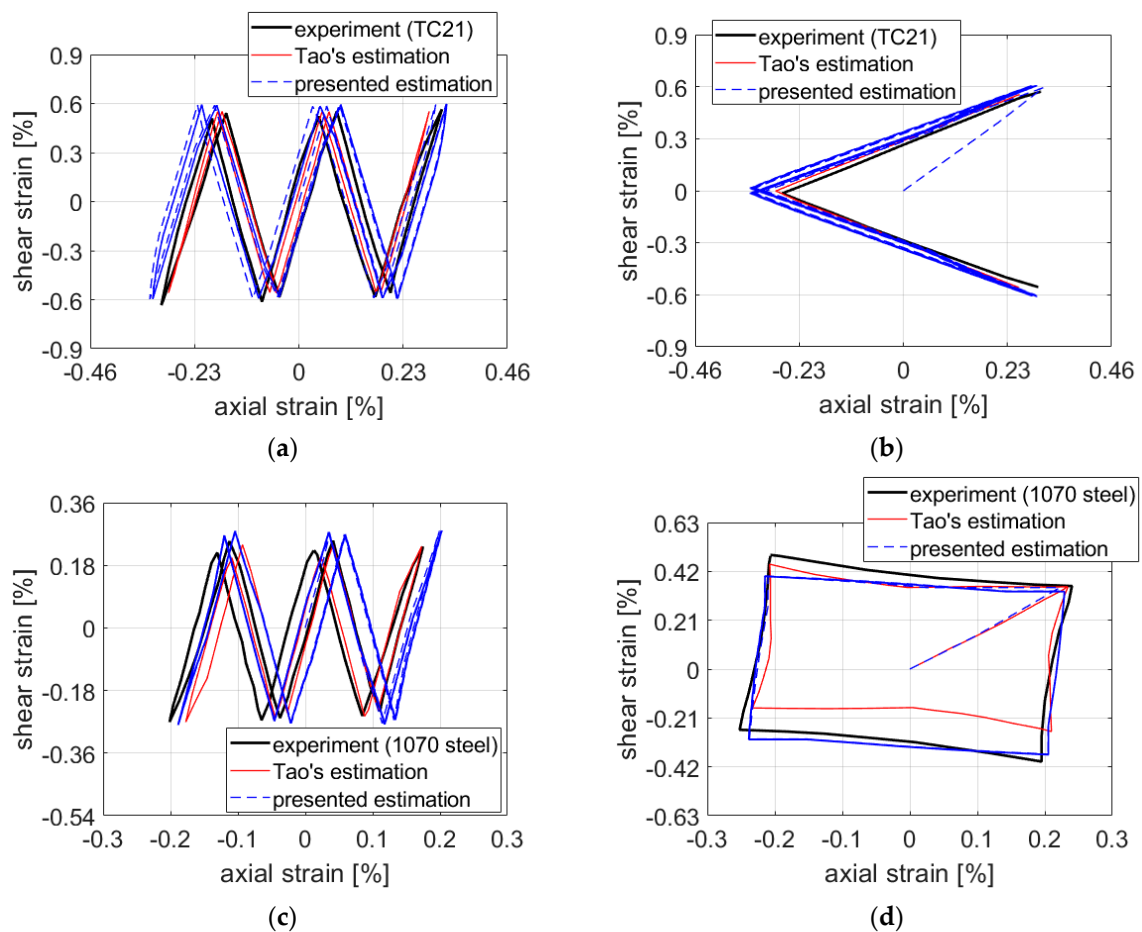 experiment (TC21)
Tao's estimation
presented estimation
0.9
0.6
0.3
0
-0.3
-0.6
-0.9
shear strain [%]
-0.46 -0.23 0 0.23 0.46
axial strain [%]
(a)
experiment (TC21)
Tao's estimation
presented estimation
0.9
0.6
0.3
0
-0.3
-0.6
-0.9
shear strain [%]
-0.46 -0.23 0 0.23 0.46
axial strain [%]
(b)
0.36
0.18
0
-0.18
-0.36
-0.54
shear strain [%]
experiment (1070 steel)
Tao's estimation
presented estimation
-0.3 -0.2 -0.1 0 0.1 0.2 0.3
axial strain [%]
(c)
experiment (1070 steel)
Tao's estimation
presented estimation
0.63
0.42
0.21
0
-0.21
-0.42
-0.63
shear strain [%]
-0.3 -0.2 -0.1 0 0.1 0.2 0.3
axial strain [%]
(d)